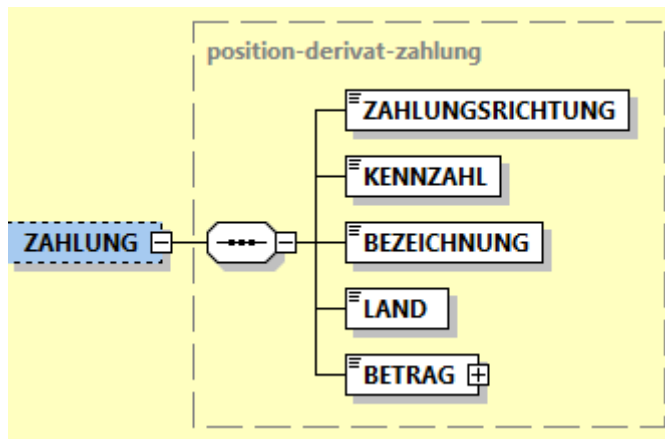 position-derivat-zahlung
ZAHLUNGSRICHTUNG
KENNZAHL
ZAHLUNG
BEZEICHNUNG
LAND
BETRAG